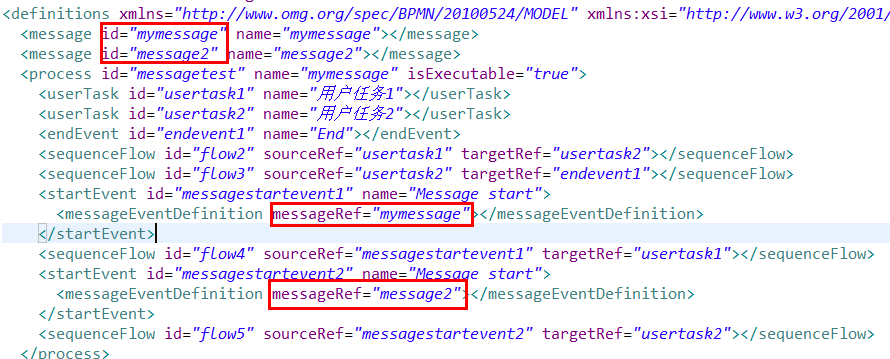 <definitions xmlns="http://www.omg.org/spec/BPMN/20100524/MODEL" xmlns:xsi="http://www.w3.org/2001/
<message id="mymessage" name="mymessage"></message>
<message id="message2" name="message2"></message>
<process id="messagetest" name="mymessage" isExecutable="true">
<userTask id="usertask1" name="用户任务1"></userTask>
<userTask id="usertask2" name="用户任务2"></userTask>
<endEvent id="endevent1" name="End"></endEvent>
<sequenceFlow id="flow2" sourceRef="usertask1" targetRef="usertask2"></sequenceFlow>
<sequenceFlow id="flow3" sourceRef="usertask2" targetRef="endevent1"></sequenceFlow>
<startEvent id="messagestartevent1" name="Message start">
<messageEventDefinition messageRef="mymessage"></messageEventDefinition>
</startEvent>
<sequenceFlow id="flow4" sourceRef="messagestartevent1" targetRef="usertask1"></sequenceFlow>
<startEvent id="messagestartevent2" name="Message start">
<messageEventDefinition messageRef="message2"></messageEventDefinition>
</startEvent>
<sequenceFlow id="flow5" sourceRef="messagestartevent2" targetRef="usertask2"></sequenceFlow>
</process>